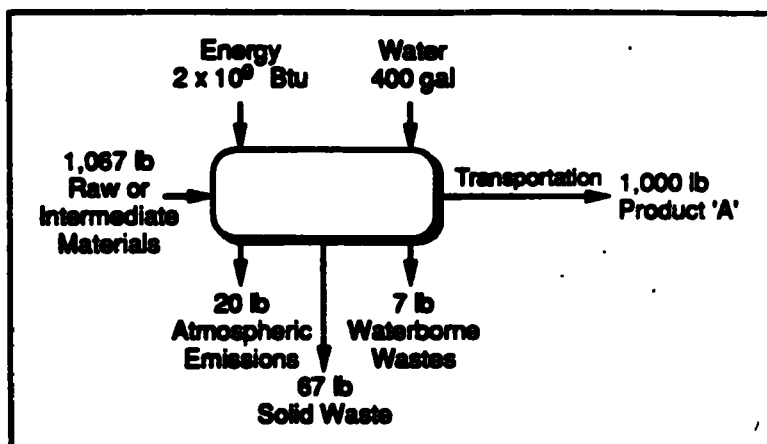 Energy
2 x 10⁹ Btu
Water
400 gal
1,067 lb
Raw or
Intermediate
Materials
Transportation
1,000 lb
Product 'A'
20 lb
Atmospheric
Emissions
7 lb
Waterborne
Wastes
67 lb
Solid Waste